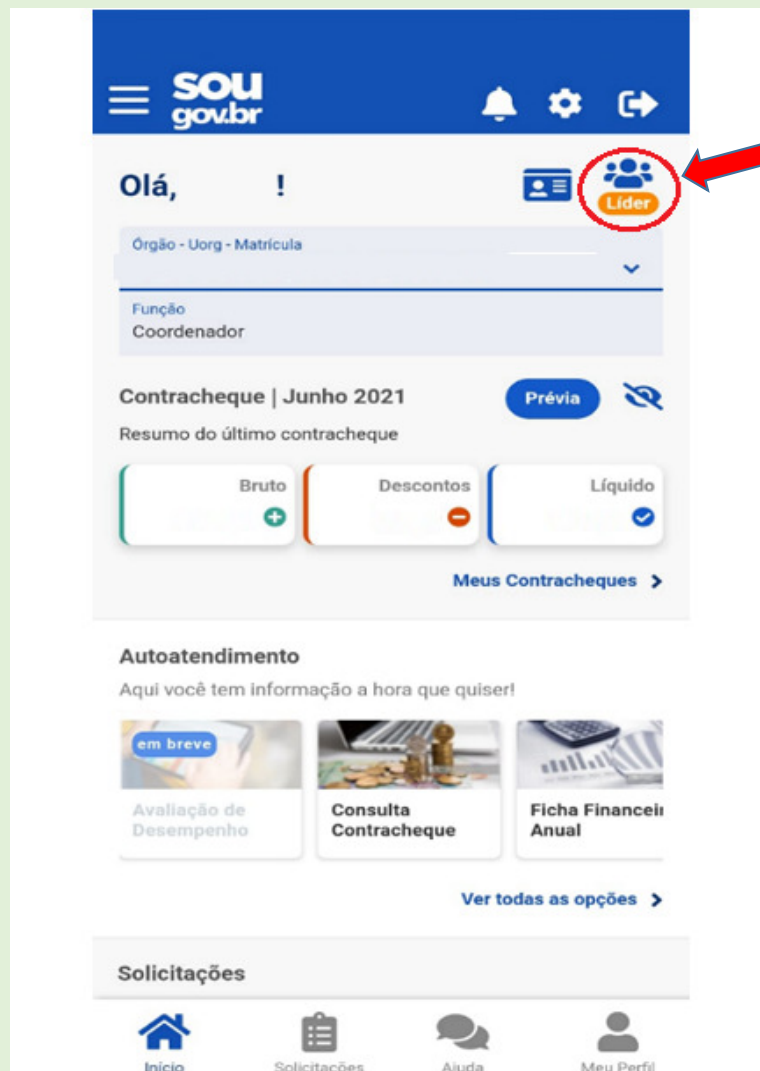 sou
gov.br
Olá, !
Líder
Órgão - Uorg - Matrícula
Função
Coordenador
Contracheque | Junho 2021
Prévia
Resumo do último contracheque
Bruto
Descontos
Líquido
Meus Contracheques
Autoatendimento
Aqui você tem informação a hora que quiser!
em breve
Avaliação de
Desempenho
Consulta
Contracheque
Ficha Financeir
Anual
Ver todas as opções
Solicitações
Início
Solicitações
Ajuda
Meu Perfil